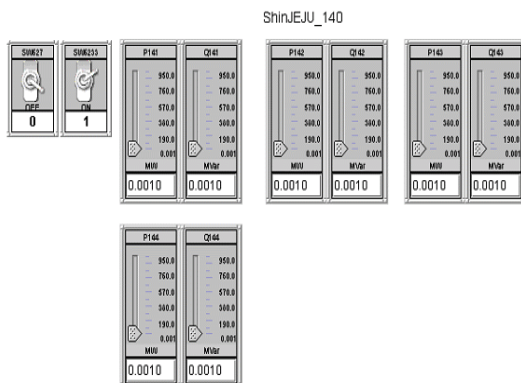 ShinJEJU_140
SW627 SW6233 P141 Q141 P142 Q142 P143 Q143
950.0 950.0 950.0 950.0 950.0 950.0
760.0 760.0 760.0 760.0 760.0 760.0
570.0 570.0 570.0 570.0 570.0 570.0
OFF ON 380.0 380.0 380.0 380.0 380.0 380.0
0 1 190.0 190.0 190.0 190.0 190.0 190.0
0.001 0.001 0.001 0.001 0.001 0.001
MW MVar MW MVar MW MVar
0.0010 0.0010 0.0010 0.0010 0.0010 0.0010
P144 Q144
950.0 950.0
760.0 760.0
570.0 570.0
380.0 380.0
190.0 190.0
0.001 0.001
MW MVar
0.0010 0.0010